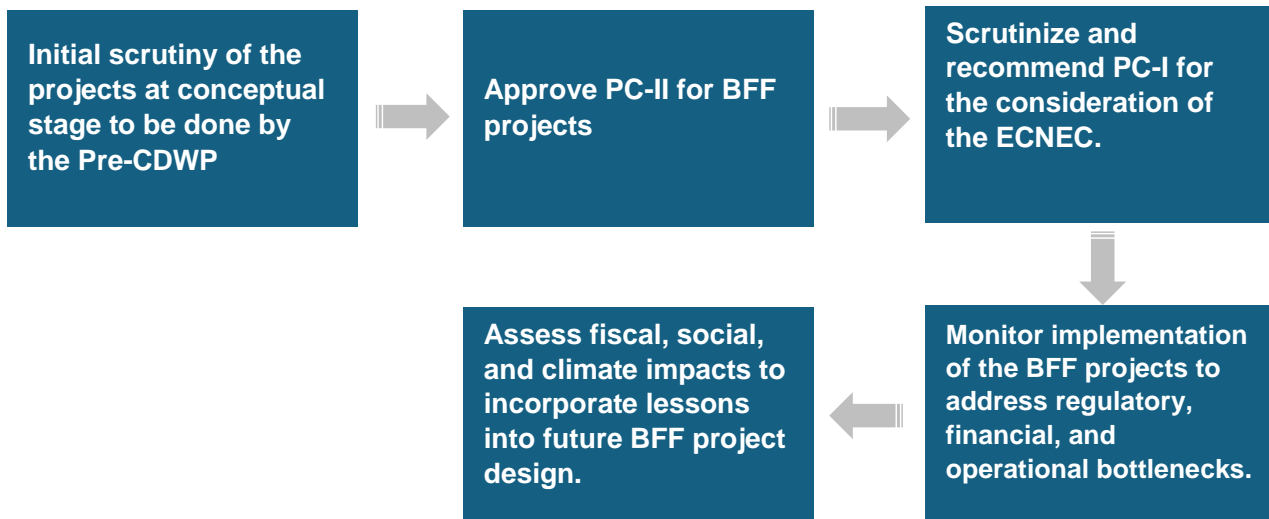 Initial scrutiny of the
projects at conceptual
stage to be done by
the Pre-CDWP
Approve PC-II for BFF
projects
Scrutinize and
recommend PC-I for
the consideration of
the ECNEC.
Monitor implementation
of the BFF projects to
address regulatory,
financial, and
operational bottlenecks.
Assess fiscal, social,
and climate impacts to
incorporate lessons
into future BFF project
design.